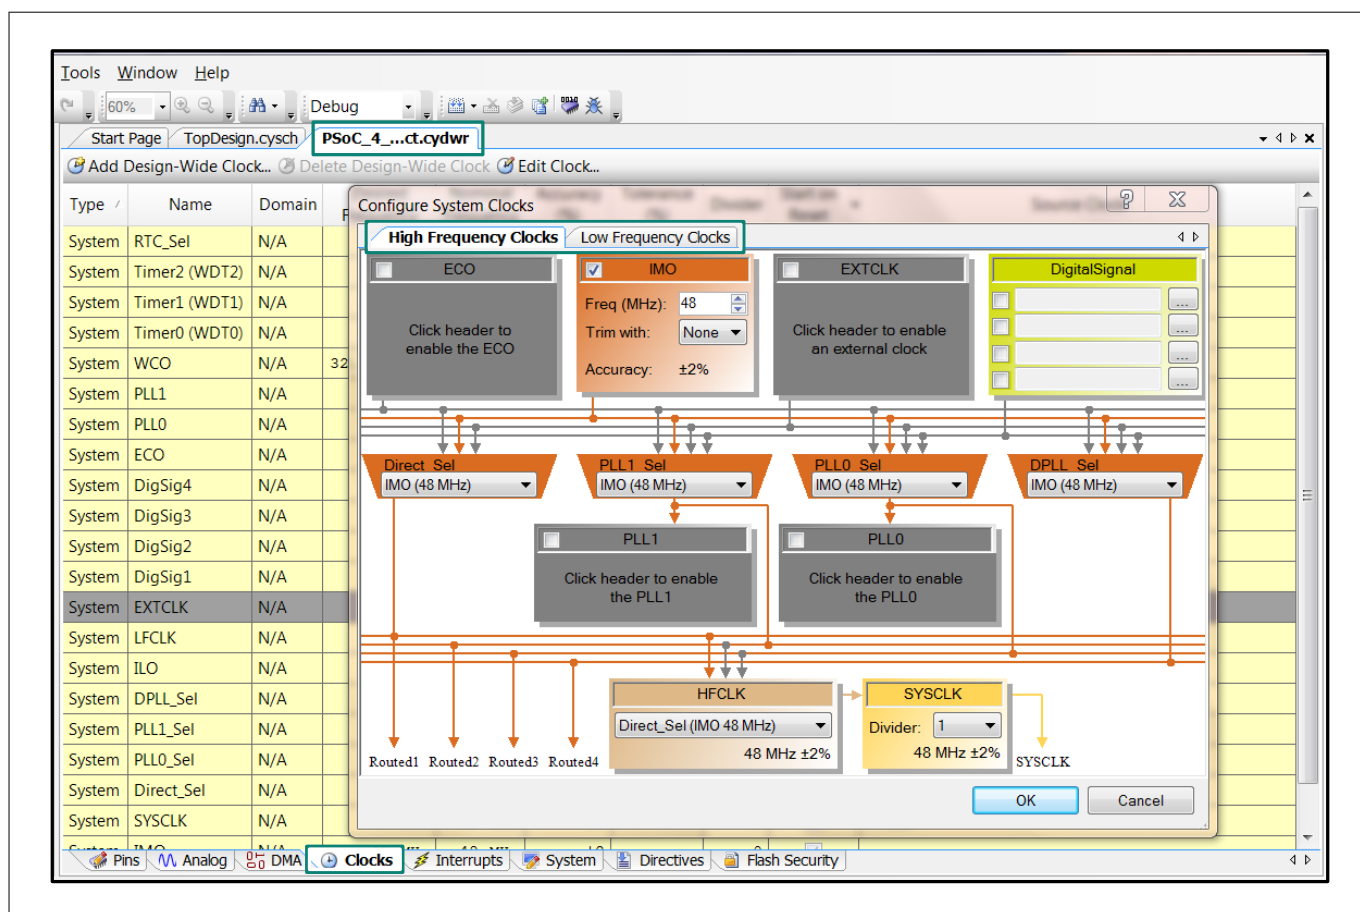 Tools Window Help
60% Debug
Start Page TopDesign.cysch PSoC_4_...ct.cydwr
Add Design-Wide Clock... Delete Design-Wide Clock Edit Clock...
Type Name Domain
Configure System Clocks
High Frequency Clocks Low Frequency Clocks
System RTC_Sel N/A
System Timer2 (WDT2) N/A
System Timer1 (WDT1) N/A
System Timer0 (WDT0) N/A
System WCO N/A 32
System PLL1 N/A
System PLL0 N/A
System ECO N/A
System DigSig4 N/A
System DigSig3 N/A
System DigSig2 N/A
System DigSig1 N/A
System EXTCLK N/A
System LFCLK N/A
System ILO N/A
System DPLL_Sel N/A
System PLL1_Sel N/A
System PLL0_Sel N/A
System Direct_Sel N/A
System SYSCLK N/A
ECO
Click header to
enable the ECO
IMO
Freq (MHz): 48
Trim with: None
Accuracy: ±2%
EXTCLK
Click header to enable
an external clock
DigitalSignal
...
...
...
...
Direct_Sel
IMO (48 MHz)
PLL1_Sel
IMO (48 MHz)
PLL0_Sel
IMO (48 MHz)
DPLL_Sel
IMO (48 MHz)
PLL1
Click header to enable
the PLL1
PLL0
Click header to enable
the PLL0
HFCLK
Direct_Sel (IMO 48 MHz)
48 MHz ±2%
SYSCLK
Divider: 1
48 MHz ±2%
Routed1 Routed2 Routed3 Routed4 SYSCLK
OK Cancel
Pins Analog DMA Clocks Interrupts System Directives Flash Security